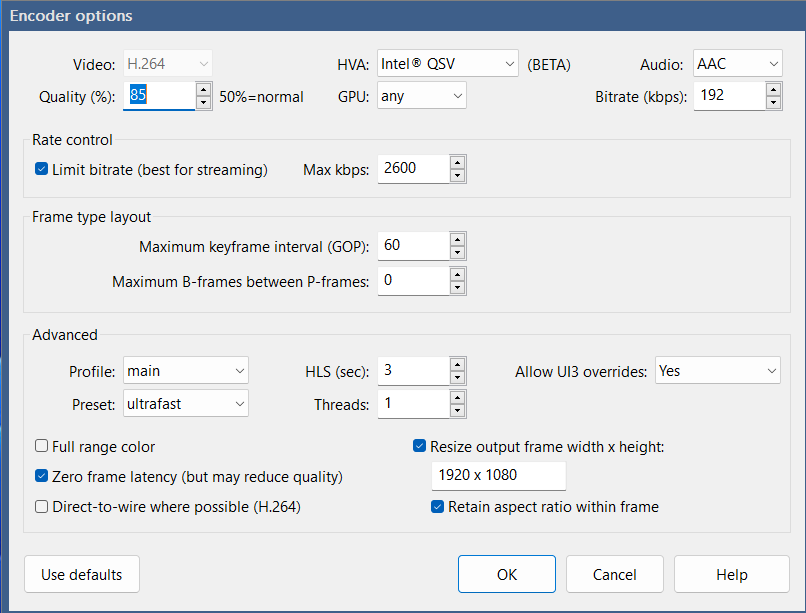 Encoder options
Video: H.264 HVA: Intel® QSV (BETA) Audio: AAC
Quality (%): 85 50%=normal GPU: any Bitrate (kbps): 192
Rate control
Limit bitrate (best for streaming) Max kbps: 2600
Frame type layout
Maximum keyframe interval (GOP): 60
Maximum B-frames between P-frames: 0
Advanced
Profile: main HLS (sec): 3 Allow UI3 overrides: Yes
Preset: ultrafast Threads: 1
Full range color Resize output frame width x height:
Zero frame latency (but may reduce quality) 1920 x 1080
Direct-to-wire where possible (H.264) Retain aspect ratio within frame
Use defaults OK Cancel Help